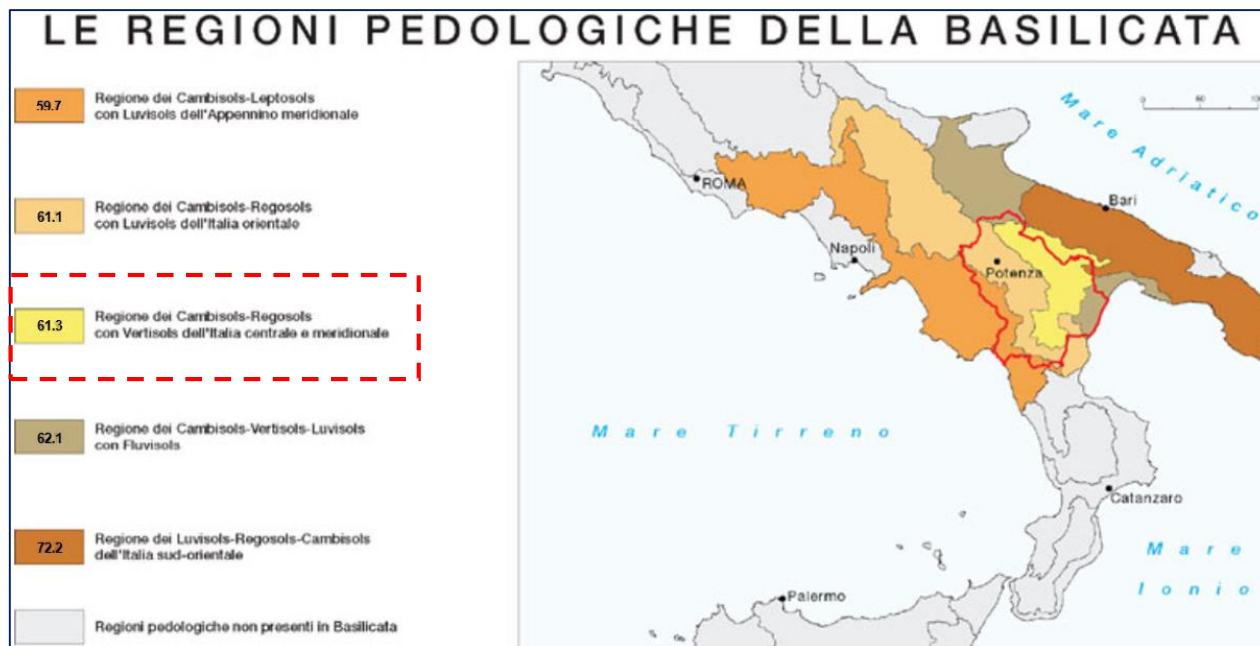 LE REGIONI PEDOLOGICHE DELLA BASILICATA
59.7
Regione dei Cambisols-Leptosols
con Luvisols dell'Appennino meridionale
61.1
Regione dei Cambisols-Regosols
con Luvisols dell'Italia orientale
61.3
Regione dei Cambisols-Regosols
con Vertisols dell'Italia centrale e meridionale
62.1
Regione dei Cambisols-Vertisols-Luvisols
con Fluvisols
72.2
Regione dei Luvisols-Regosols-Cambisols
dell'Italia sud-orientale
Regioni pedologiche non presenti in Basilicata
Mare Adriatico
0
ROMA
Bari
Napoli
Potenza
Mare Tirreno
Catanzaro
Mare
Ionio
Palermo